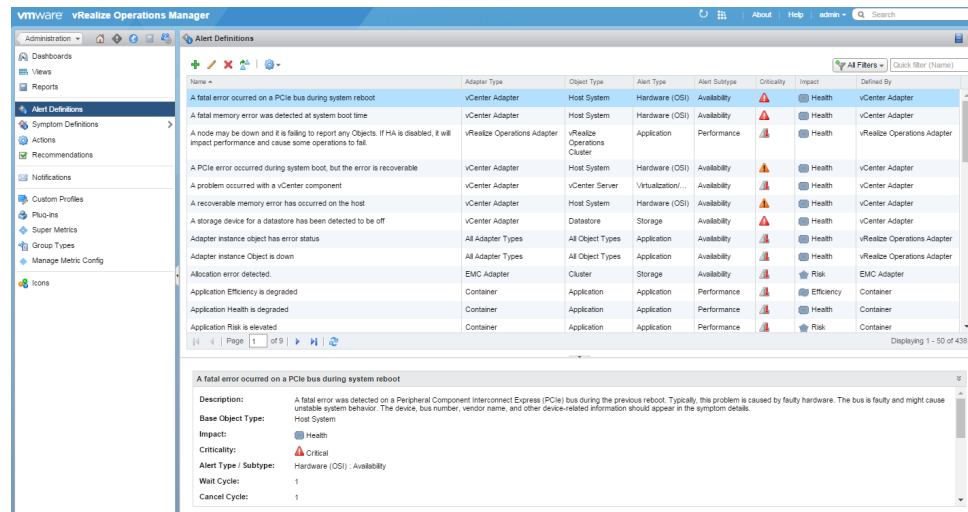 vmware vRealize Operations Manager
About Help admin Search
Administration
Alert Definitions
Dashboards
Views
Reports
Alert Definitions
Symptom Definitions
Actions
Recommendations
Notifications
Custom Profiles
Plug-ins
Super Metrics
Group Types
Manage Metric Config
Icons
All Filters Quick filter (Name)
Name Adapter Type Object Type Alert Type Alert Subtype Criticality Impact Defined By
A fatal error ocurred on a PCIe bus during system reboot vCenter Adapter Host System Hardware (OSI) Availability Health vCenter Adapter
A fatal memory error was detected at system boot time vCenter Adapter Host System Hardware (OSI) Availability Health vCenter Adapter
A node may be down and it is failing to report any Objects. If HA is disabled, it will vRealize Operations Adapter vRealize Application Performance Health vRealize Operations Adapter
impact performance and cause some operations to fail. Operations
Cluster
A PCIe error occurred during system boot, but the error is recoverable vCenter Adapter Host System Hardware (OSI) Availability Health vCenter Adapter
A problem occurred with a vCenter component vCenter Adapter vCenter Server Virtualization/... Availability Health vCenter Adapter
A recoverable memory error has occurred on the host vCenter Adapter Host System Hardware (OSI) Availability Health vCenter Adapter
A storage device for a datastore has been detected to be off vCenter Adapter Datastore Storage Availability Health vCenter Adapter
Adapter instance object has error status All Adapter Types All Object Types Application Availability Health vRealize Operations Adapter
Adapter instance Object is down All Adapter Types All Object Types Application Availability Health vRealize Operations Adapter
Allocation error detected. EMC Adapter Cluster Storage Availability Risk EMC Adapter
Application Efficiency is degraded Container Application Application Performance Efficiency Container
Application Health is degraded Container Application Application Performance Health Container
Application Risk is elevated Container Application Application Performance Risk Container
Page 1 of 9 Displaying 1 - 50 of 438
A fatal error ocurred on a PCIe bus during system reboot
Description: A fatal error was detected on a Peripheral Component Interconnect Express (PCIe) bus during the previous reboot. Typically, this problem is caused by faulty hardware. The bus is faulty and might cause
unstable system behavior. The device, bus number, vendor name, and other device-related information should appear in the symptom details.
Base Object Type: Host System
Impact: Health
Criticality: Critical
Alert Type / Subtype: Hardware (OSI) : Availability
Wait Cycle: 1
Cancel Cycle: 1